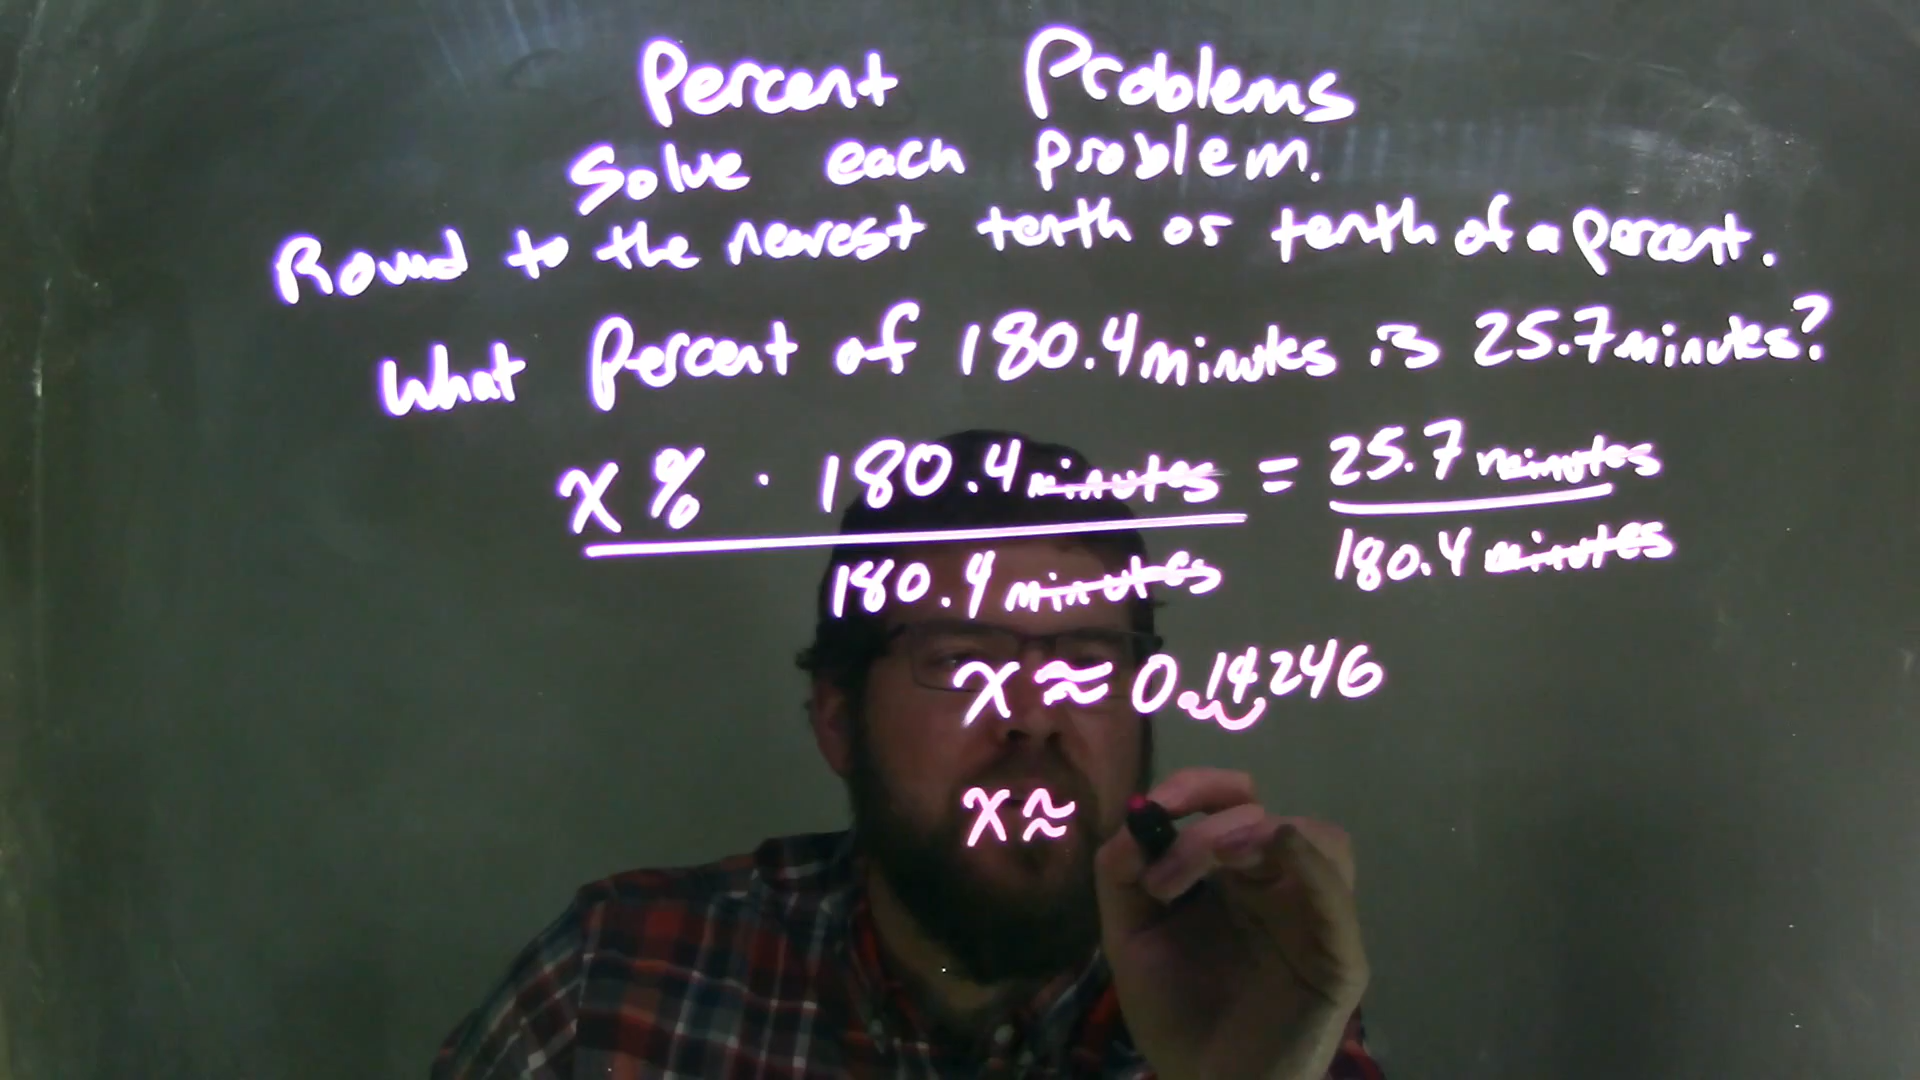 Percent Problems
Solve each problem.
Round to the nearest tenth or tenth of a percent.
What Percent of 180.4 minutes is 25.7 minutes?
x % · 180.4 minutes = 25.7 minutes
180.4 minutes 180.4 minutes
x ≈ 0.14246
x ≈